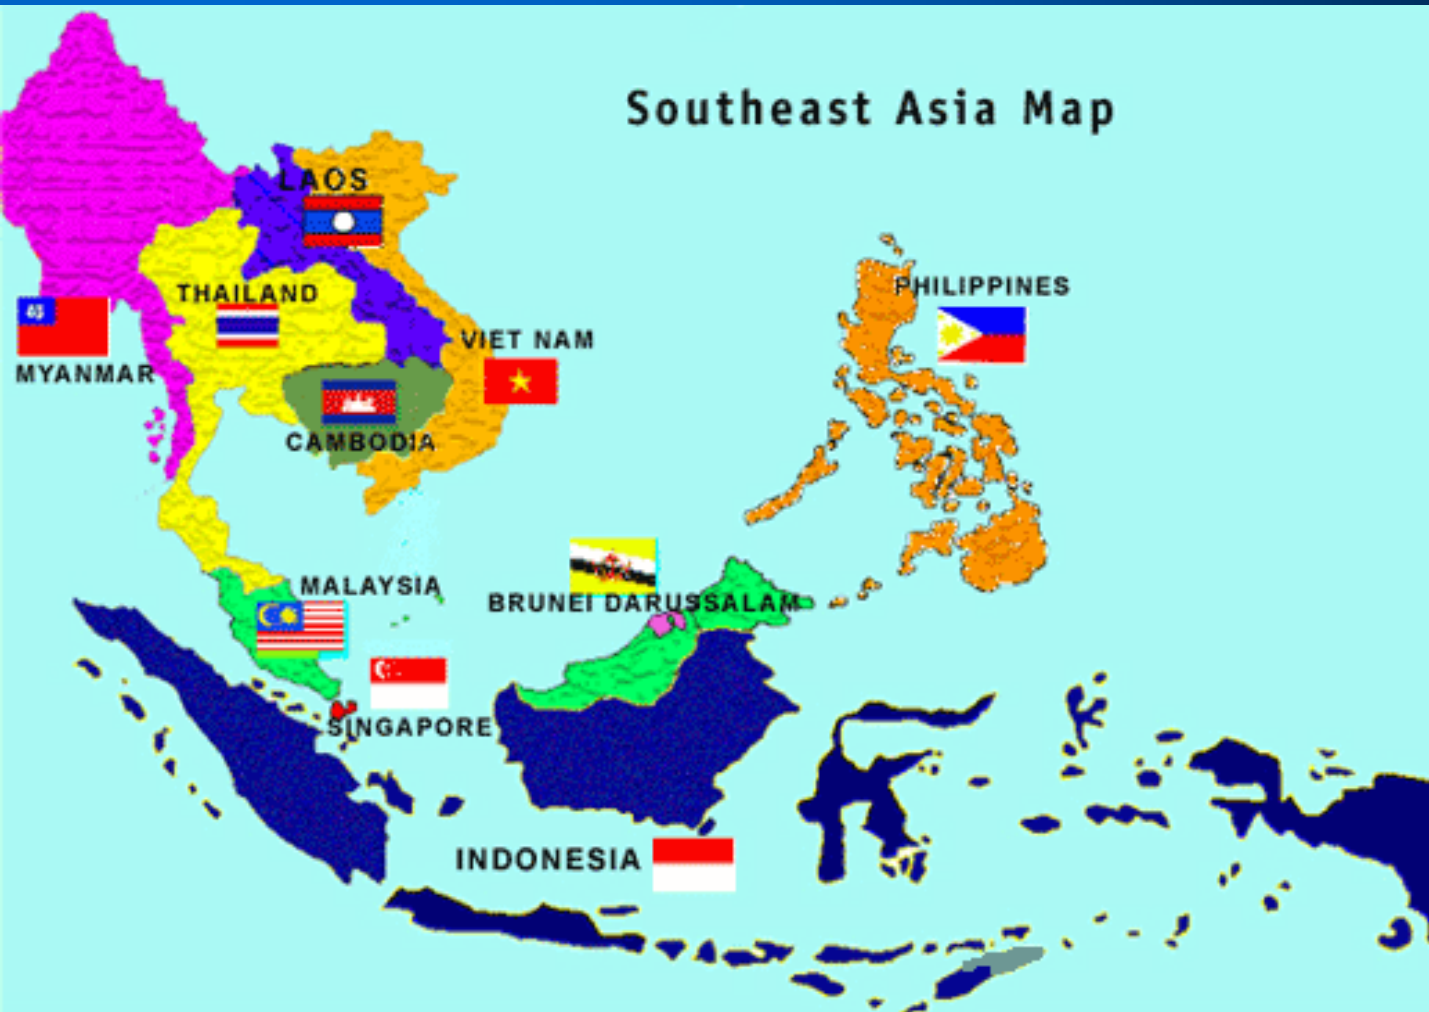 Southeast Asia Map
LAOS
THAILAND
PHILIPPINES
VIET NAM
MYANMAR
CAMBODIA
MALAYSIA
BRUNEI DARUSSALAM
SINGAPORE
INDONESIA